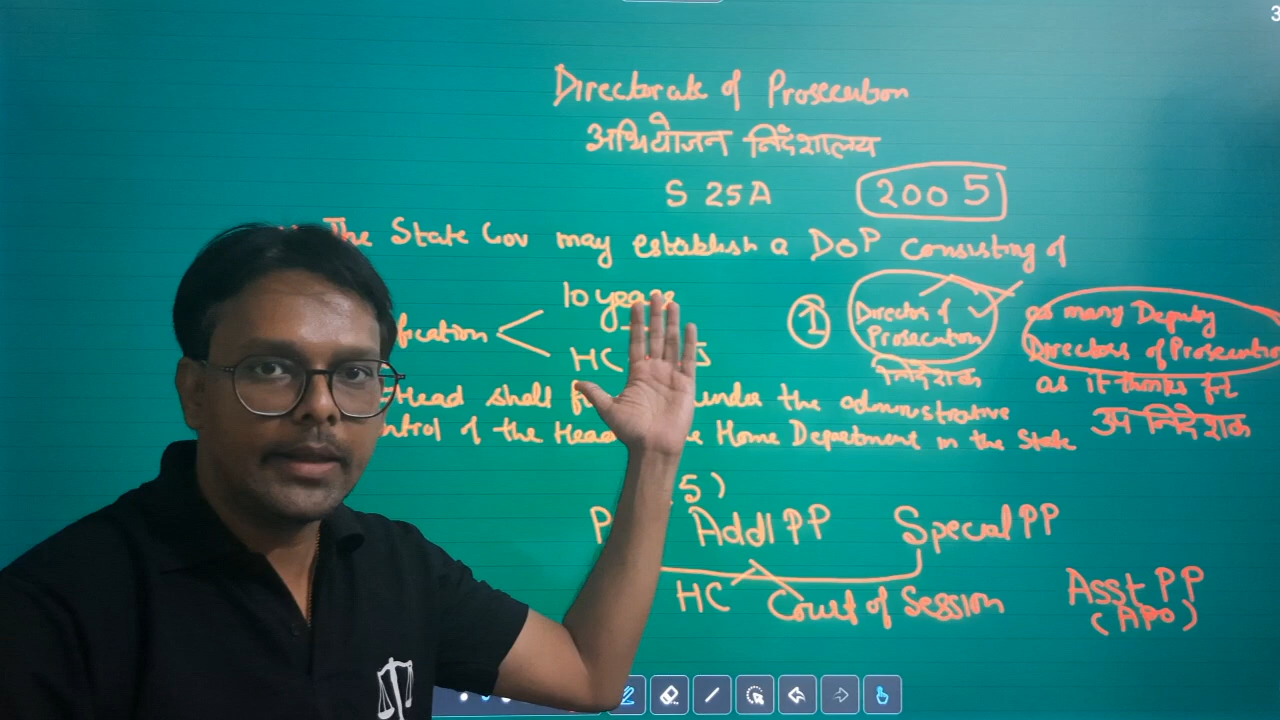 3
Directorate of Prosecution
अभियोजन निदेशालय
S 25A 2005
The State Gov may establish a DOP consisting of
10 years
HC
① Director of Prosecution
निदेशक
as many Deputy Directors of Prosecution
as it thinks fit
उप निदेशक
Head shall under the administrative
of the Head Home Department in the State
5)
Addl PP Special PP
HC Court of Session
Asst PP
(APO)